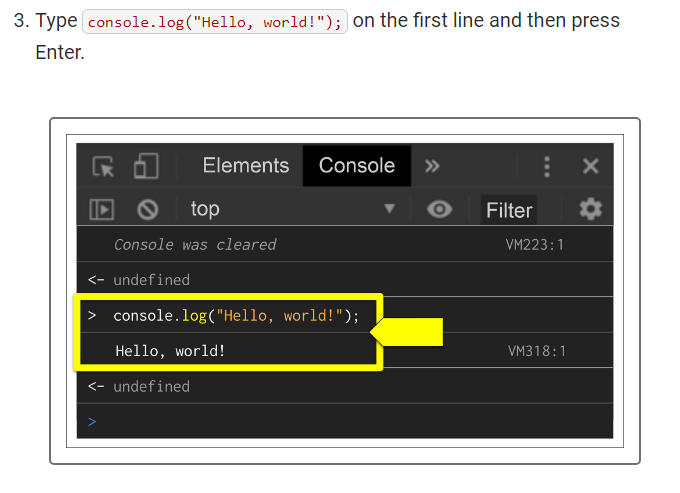 3. Type console.log("Hello, world!"); on the first line and then press
Enter.
Elements Console »
top Filter
Console was cleared VM223:1
<- undefined
> console.log("Hello, world!");
Hello, world! VM318:1
<- undefined
>